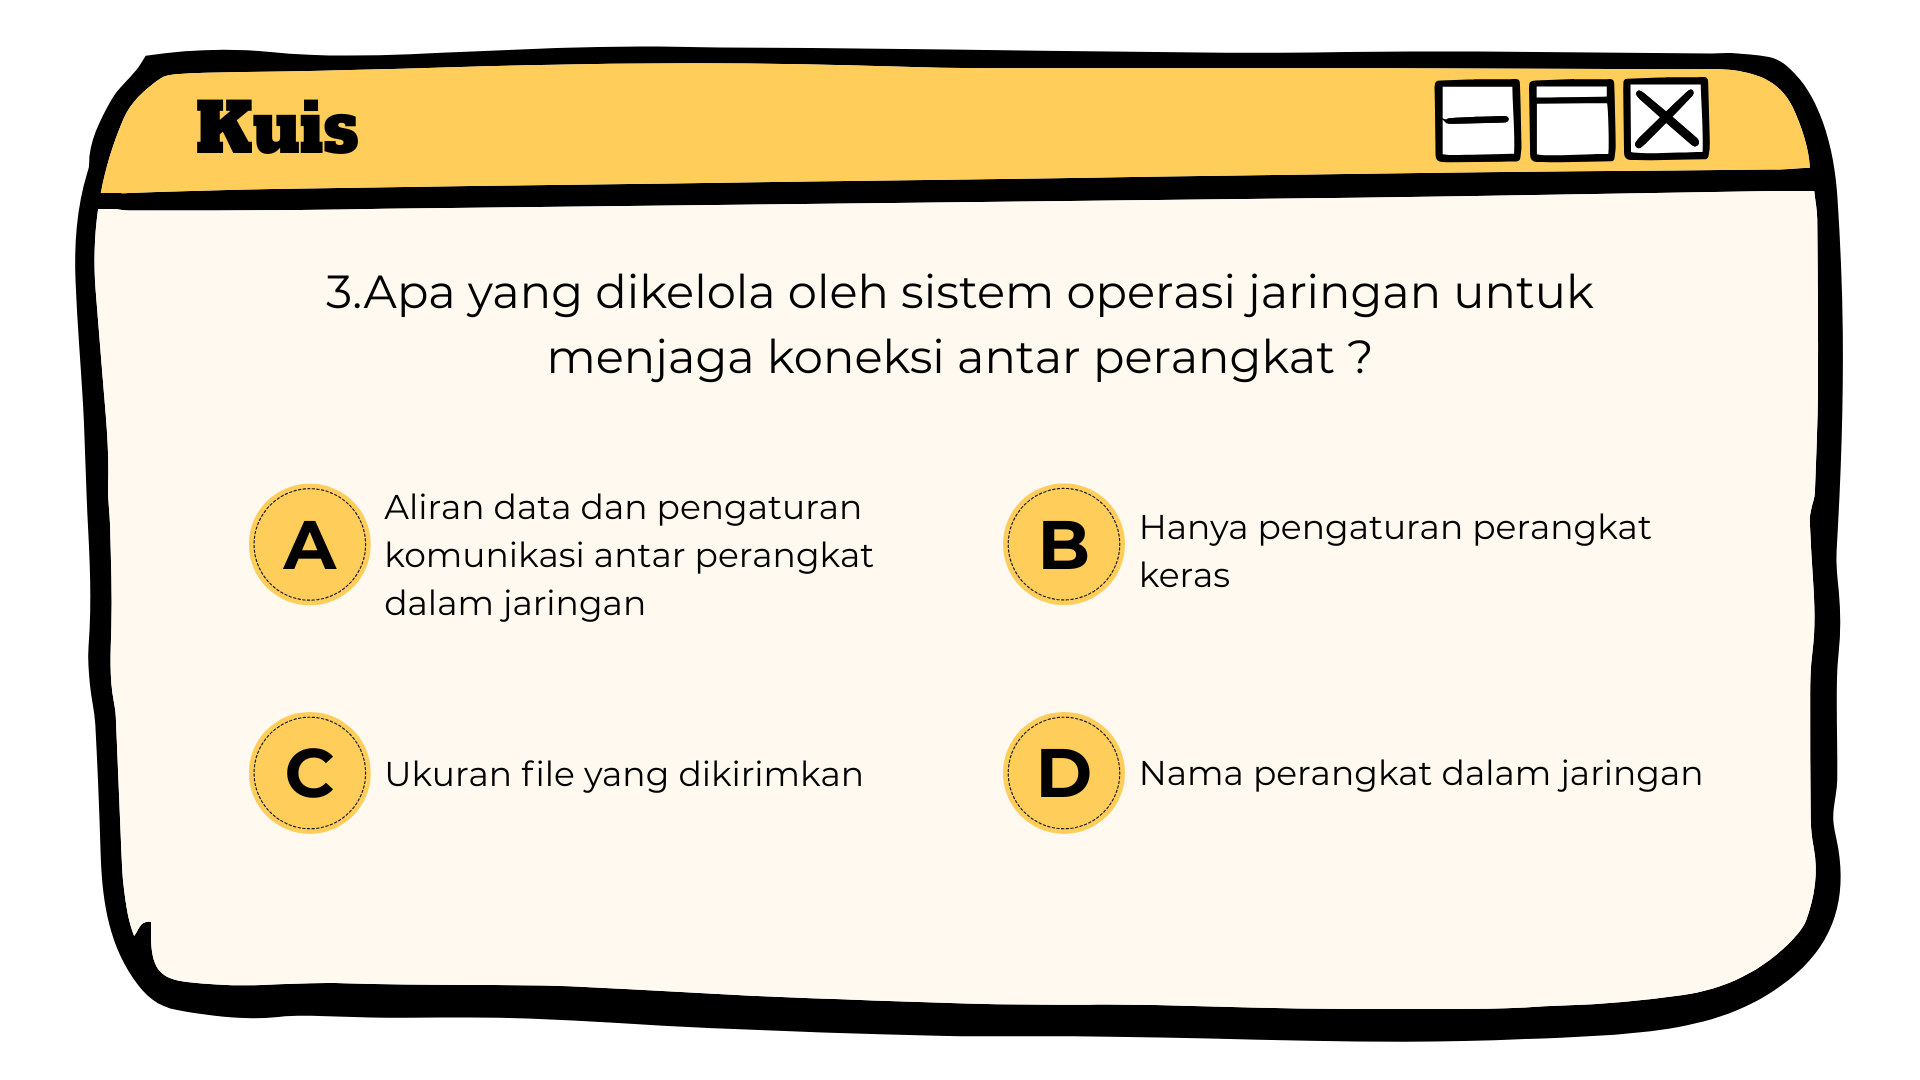 Kuis
3.Apa yang dikelola oleh sistem operasi jaringan untuk
menjaga koneksi antar perangkat ?
A
Aliran data dan pengaturan
komunikasi antar perangkat
dalam jaringan
B
Hanya pengaturan perangkat
keras
C
Ukuran file yang dikirimkan
D
Nama perangkat dalam jaringan